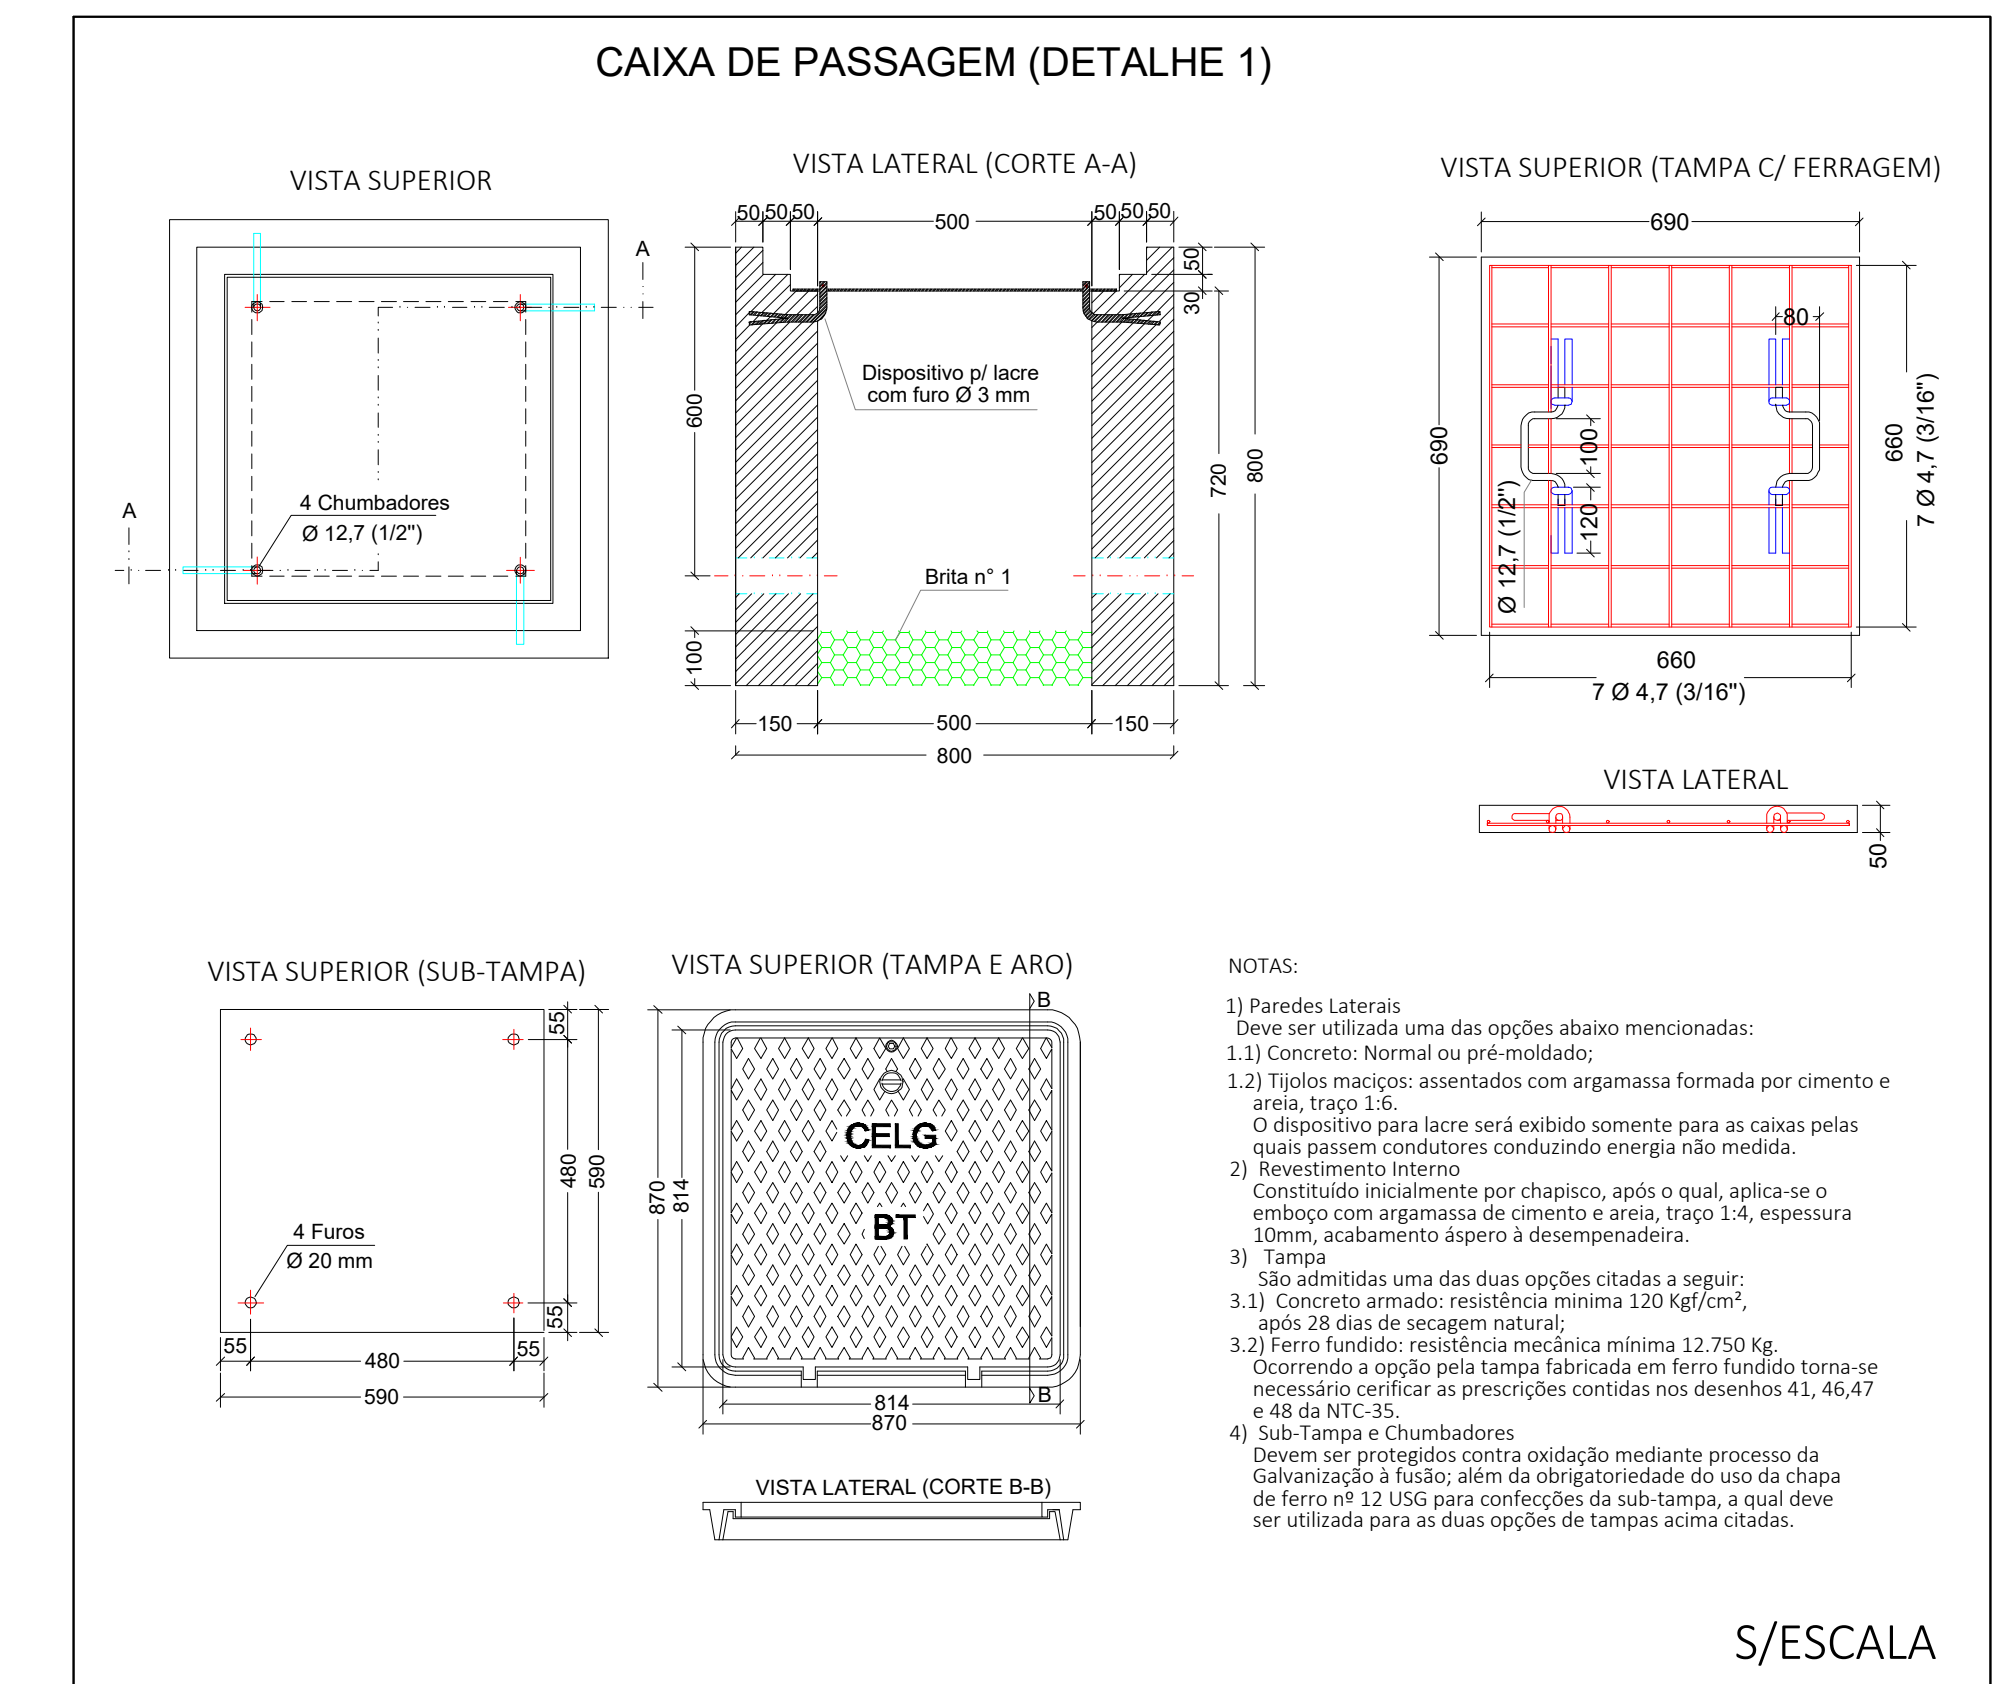 CAIXA DE PASSAGEM (DETALHE 1)
VISTA SUPERIOR
A
A
4 Chumbadores
Ø 12,7 (1/2")
VISTA LATERAL (CORTE A-A)
50 50 50
500
50 50 50
50
30
600
Dispositivo p/ lacre
com furo Ø 3 mm
720
800
Brita n° 1
100
150
500
150
800
VISTA SUPERIOR (TAMPA C/ FERRAGEM)
690
80
690
100
120
Ø 12,7 (1/2")
660
7 Ø 4,7 (3/16")
660
7 Ø 4,7 (3/16")
VISTA LATERAL
50
VISTA SUPERIOR (SUB-TAMPA)
55
480
590
55
4 Furos
Ø 20 mm
55
480
55
590
VISTA SUPERIOR (TAMPA E ARO)
B
870
814
CELG
BT
B
814
870
VISTA LATERAL (CORTE B-B)
NOTAS:
1) Paredes Laterais
Deve ser utilizada uma das opções abaixo mencionadas:
1.1) Concreto: Normal ou pré-moldado;
1.2) Tijolos maciços: assentados com argamassa formada por cimento e
areia, traço 1:6.
O dispositivo para lacre será exibido somente para as caixas pelas
quais passem condutores conduzindo energia não medida.
2) Revestimento Interno
Constituído inicialmente por chapisco, após o qual, aplica-se o
emboço com argamassa de cimento e areia, traço 1:4, espessura
10mm, acabamento áspero à desempenadeira.
3) Tampa
São admitidas uma das duas opções citadas a seguir:
3.1) Concreto armado: resistência minima 120 Kgf/cm²,
após 28 dias de secagem natural;
3.2) Ferro fundido: resistência mecânica mínima 12.750 Kg.
Ocorrendo a opção pela tampa fabricada em ferro fundido torna-se
necessário cerificar as prescrições contidas nos desenhos 41, 46,47
e 48 da NTC-35.
4) Sub-Tampa e Chumbadores
Devem ser protegidos contra oxidação mediante processo da
Galvanização à fusão; além da obrigatoriedade do uso da chapa
de ferro nº 12 USG para confecções da sub-tampa, a qual deve
ser utilizada para as duas opções de tampas acima citadas.
S/ESCALA